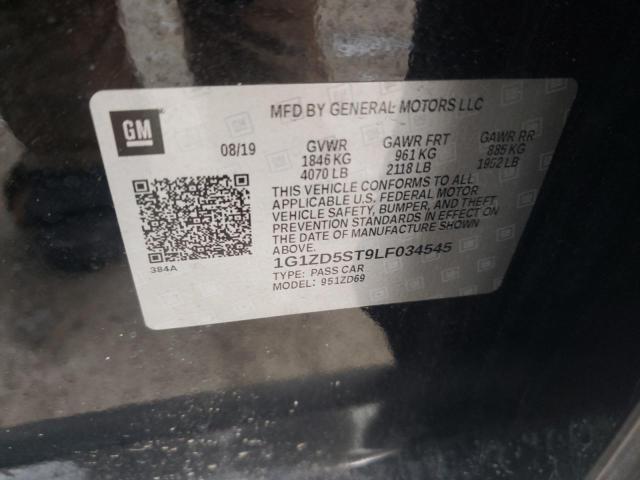 GM
MFD BY GENERAL MOTORS LLC
08/19 GVWR GAWR FRT GAWR RR
1846 KG 961 KG 885 KG
4070 LB 2118 LB 1952 LB
THIS VEHICLE CONFORMS TO ALL
APPLICABLE U.S. FEDERAL MOTOR
VEHICLE SAFETY, BUMPER, AND THEFT
PREVENTION STANDARDS IN EFFECT ON
THE DATE OF MANUFACTURE SHOWN
ABOVE.
1G1ZD5ST9LF034545
384A
TYPE: PASS CAR
MODEL: 951ZD69